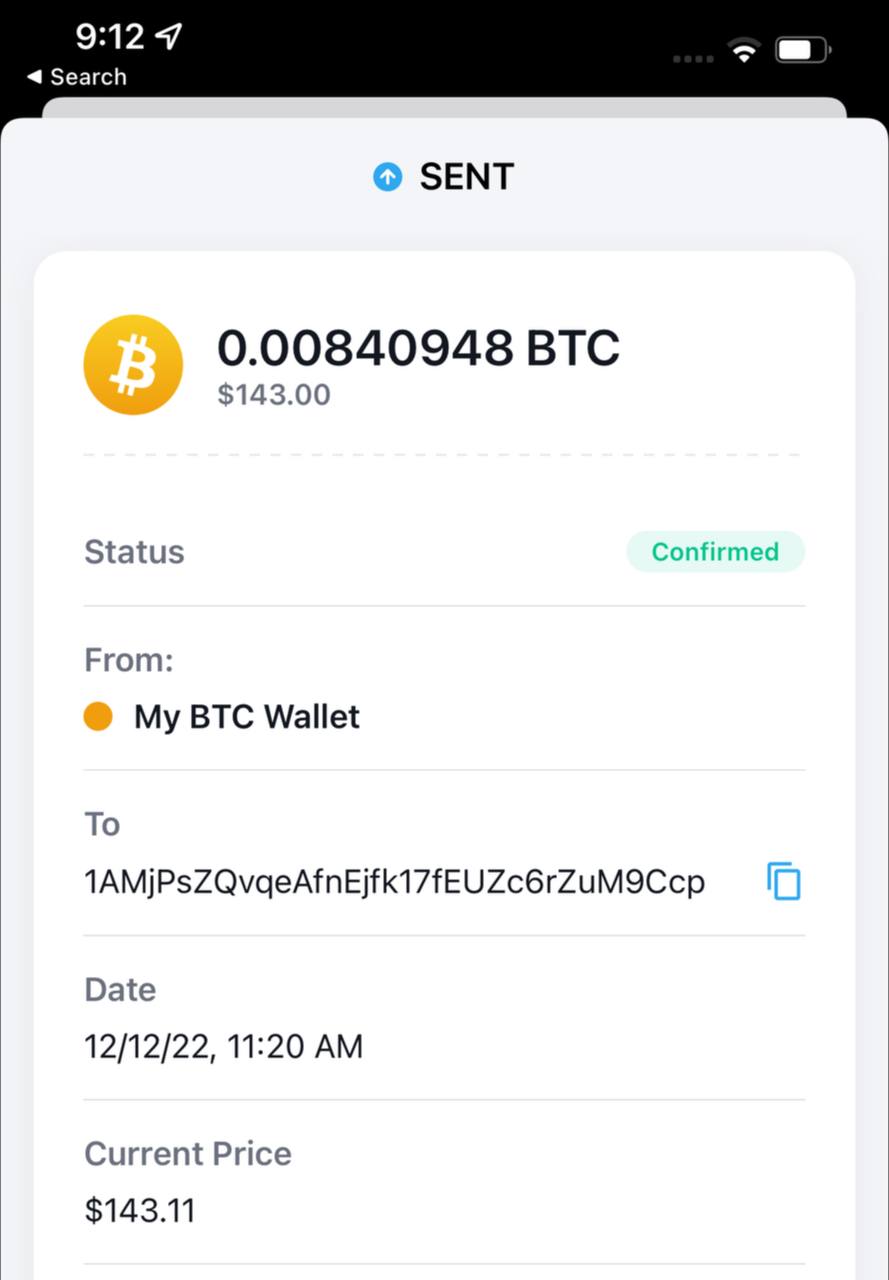 9:12
◀ Search
SENT
0.00840948 BTC
$143.00
Status
Confirmed
From:
My BTC Wallet
To
1AMjPsZQvqeAfnEjfk17fEUZc6rZuM9Ccp
Date
12/12/22, 11:20 AM
Current Price
$143.11